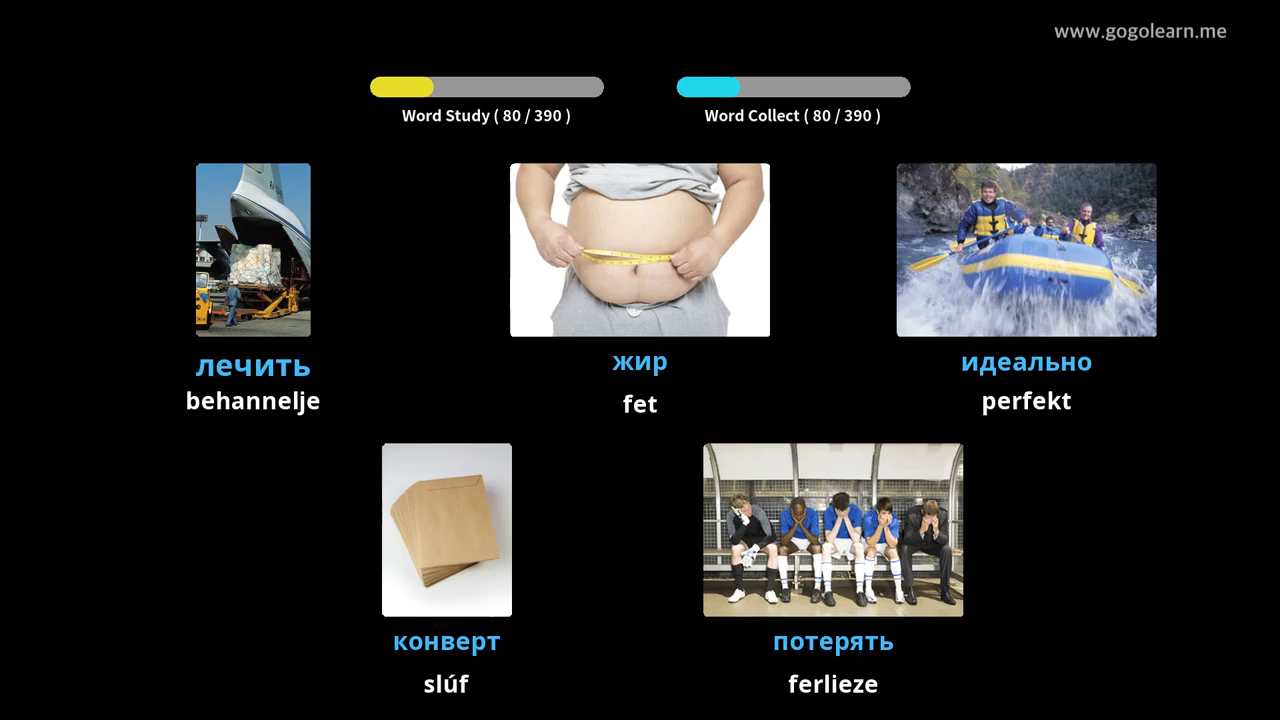 www.gogolearn.me
Word Study ( 80 / 390 )
Word Collect ( 80 / 390 )
лечить
behannelje
жир
fet
идеально
perfekt
конверт
slúf
потерять
ferlieze